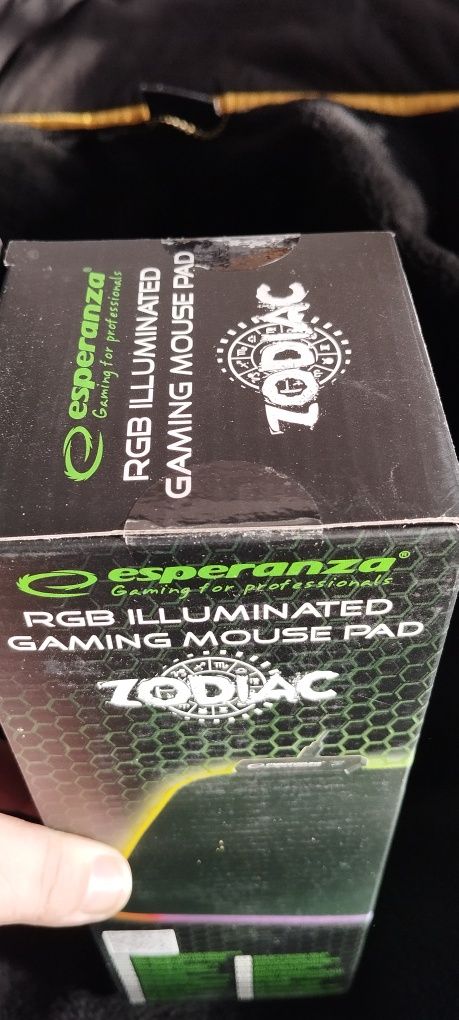 esperanza
Gaming for professionals
RGB ILLUMINATED
GAMING MOUSE PAD
ZODIAC
esperanza®
Gaming for professionals
RGB ILLUMINATED
GAMING MOUSE PAD
ZODIAC